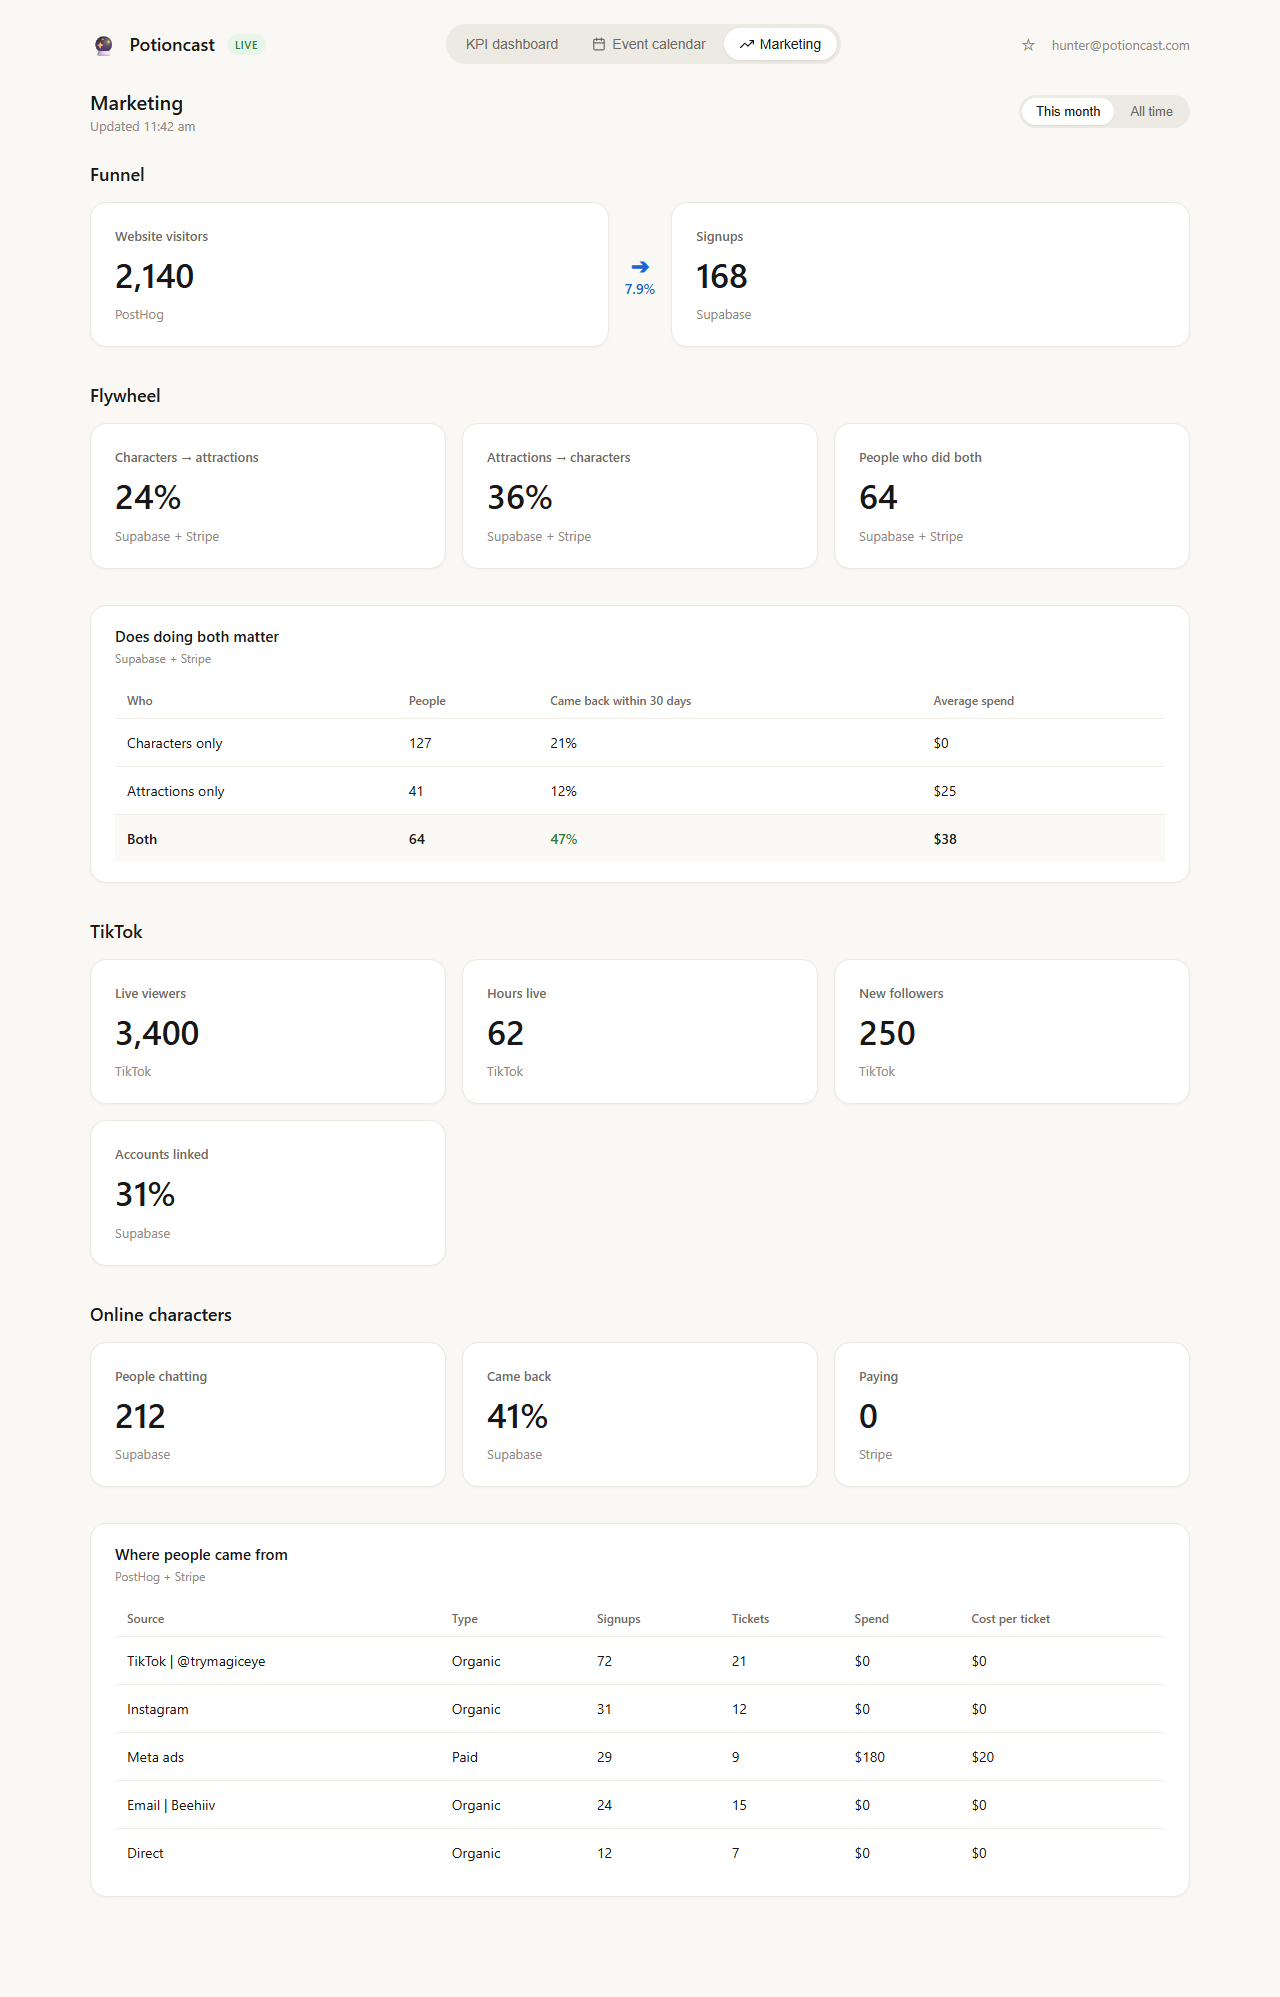 Potioncast LIVE KPI dashboard Event calendar Marketing hunter@potioncast.com
Marketing
Updated 11:42 am
This month All time
Funnel
Website visitors
2,140
PostHog
7.9%
Signups
168
Supabase
Flywheel
Characters → attractions
24%
Supabase + Stripe
Attractions → characters
36%
Supabase + Stripe
People who did both
64
Supabase + Stripe
Does doing both matter
Supabase + Stripe
Who People Came back within 30 days Average spend
Characters only 127 21% $0
Attractions only 41 12% $25
Both 64 47% $38
TikTok
Live viewers
3,400
TikTok
Hours live
62
TikTok
New followers
250
TikTok
Accounts linked
31%
Supabase
Online characters
People chatting
212
Supabase
Came back
41%
Supabase
Paying
0
Stripe
Where people came from
PostHog + Stripe
Source Type Signups Tickets Spend Cost per ticket
TikTok | @trymagiceye Organic 72 21 $0 $0
Instagram Organic 31 12 $0 $0
Meta ads Paid 29 9 $180 $20
Email | Beehiiv Organic 24 15 $0 $0
Direct Organic 12 7 $0 $0